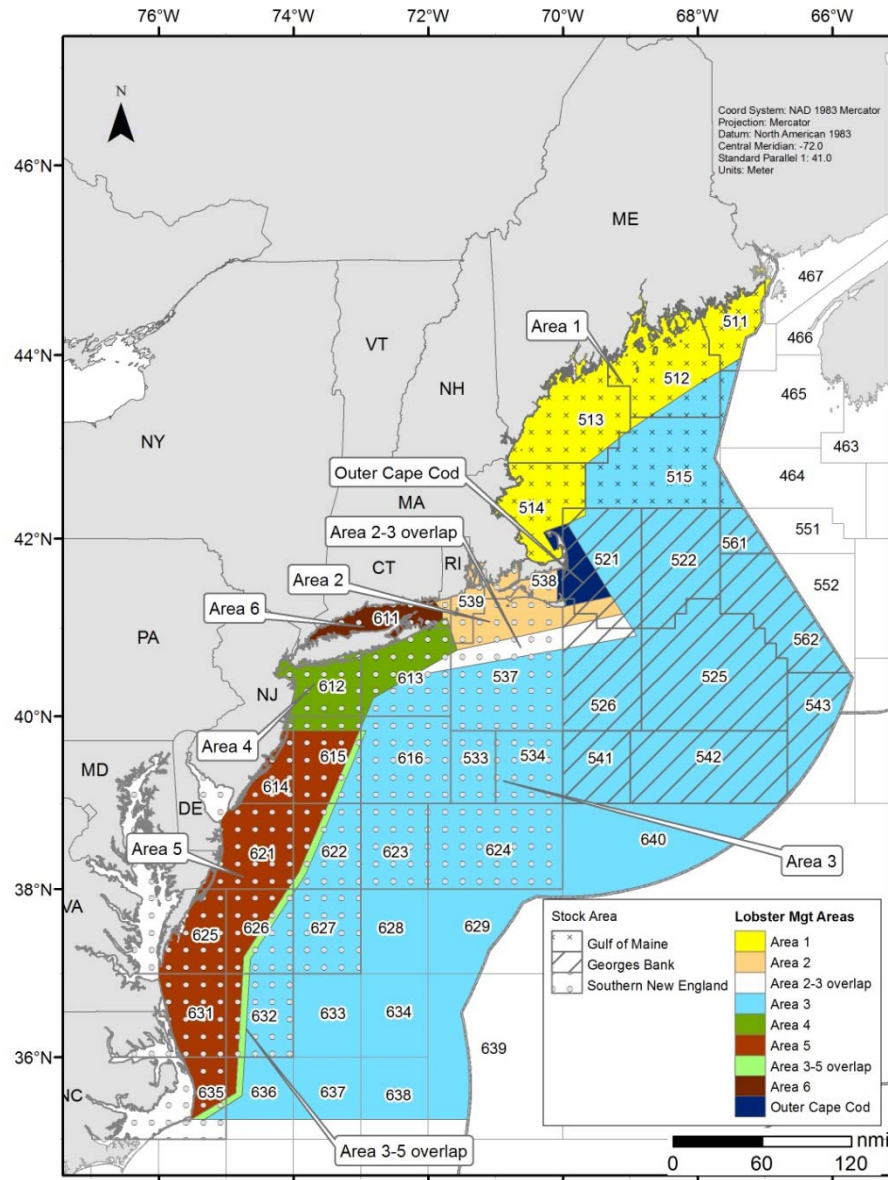 76°W 74°W 72°W 70°W 68°W 66°W
N
Coord System: NAD 1983 Mercator
Projection: Mercator
Datum: North American 1983
Central Meridian: -72.0
Standard Parallel 1: 41.0
Units: Meter
46°N
ME
467
511
Area 1
466
44°N
VT
512
465
NH
513
463
NY
515
464
Outer Cape Cod
514
MA
551
42°N
Area 2-3 overlap
521
522
561
CT
RI
538
552
Area 2
539
Area 6
611
562
PA
613
537
525
NJ
612
526
543
40°N
Area 4
615
616
533
534
541
542
MD
614
DE
640
Area 5
621
622
623
624
Area 3
38°N
VA
625
626
627
628
629
631
632
633
634
639
36°N
635
636
637
638
NC
Area 3-5 overlap
Stock Area
Gulf of Maine
Georges Bank
Southern New England
Lobster Mgt Areas
Area 1
Area 2
Area 2-3 overlap
Area 3
Area 4
Area 5
Area 3-5 overlap
Area 6
Outer Cape Cod
nmi
0 60 120